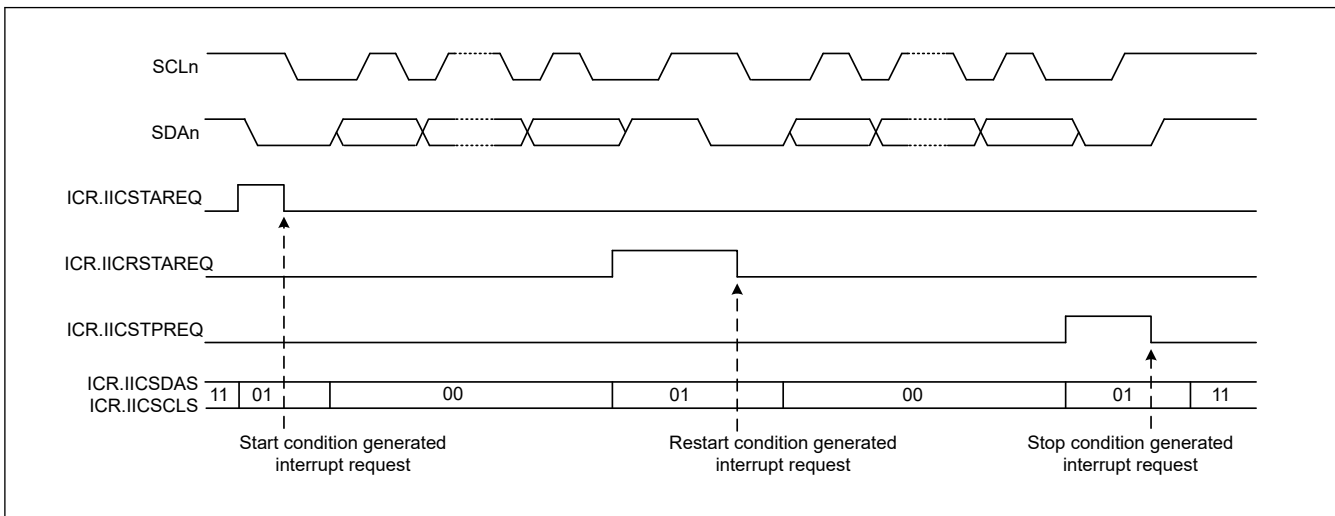 SCLn
SDAn
ICR.IICSTAREQ
ICR.IICRSTAREQ
ICR.IICSTPREQ
ICR.IICSDAS
ICR.IICSCLS
11 01 00 01 00 01 11
Start condition generated
interrupt request
Restart condition generated
interrupt request
Stop condition generated
interrupt request